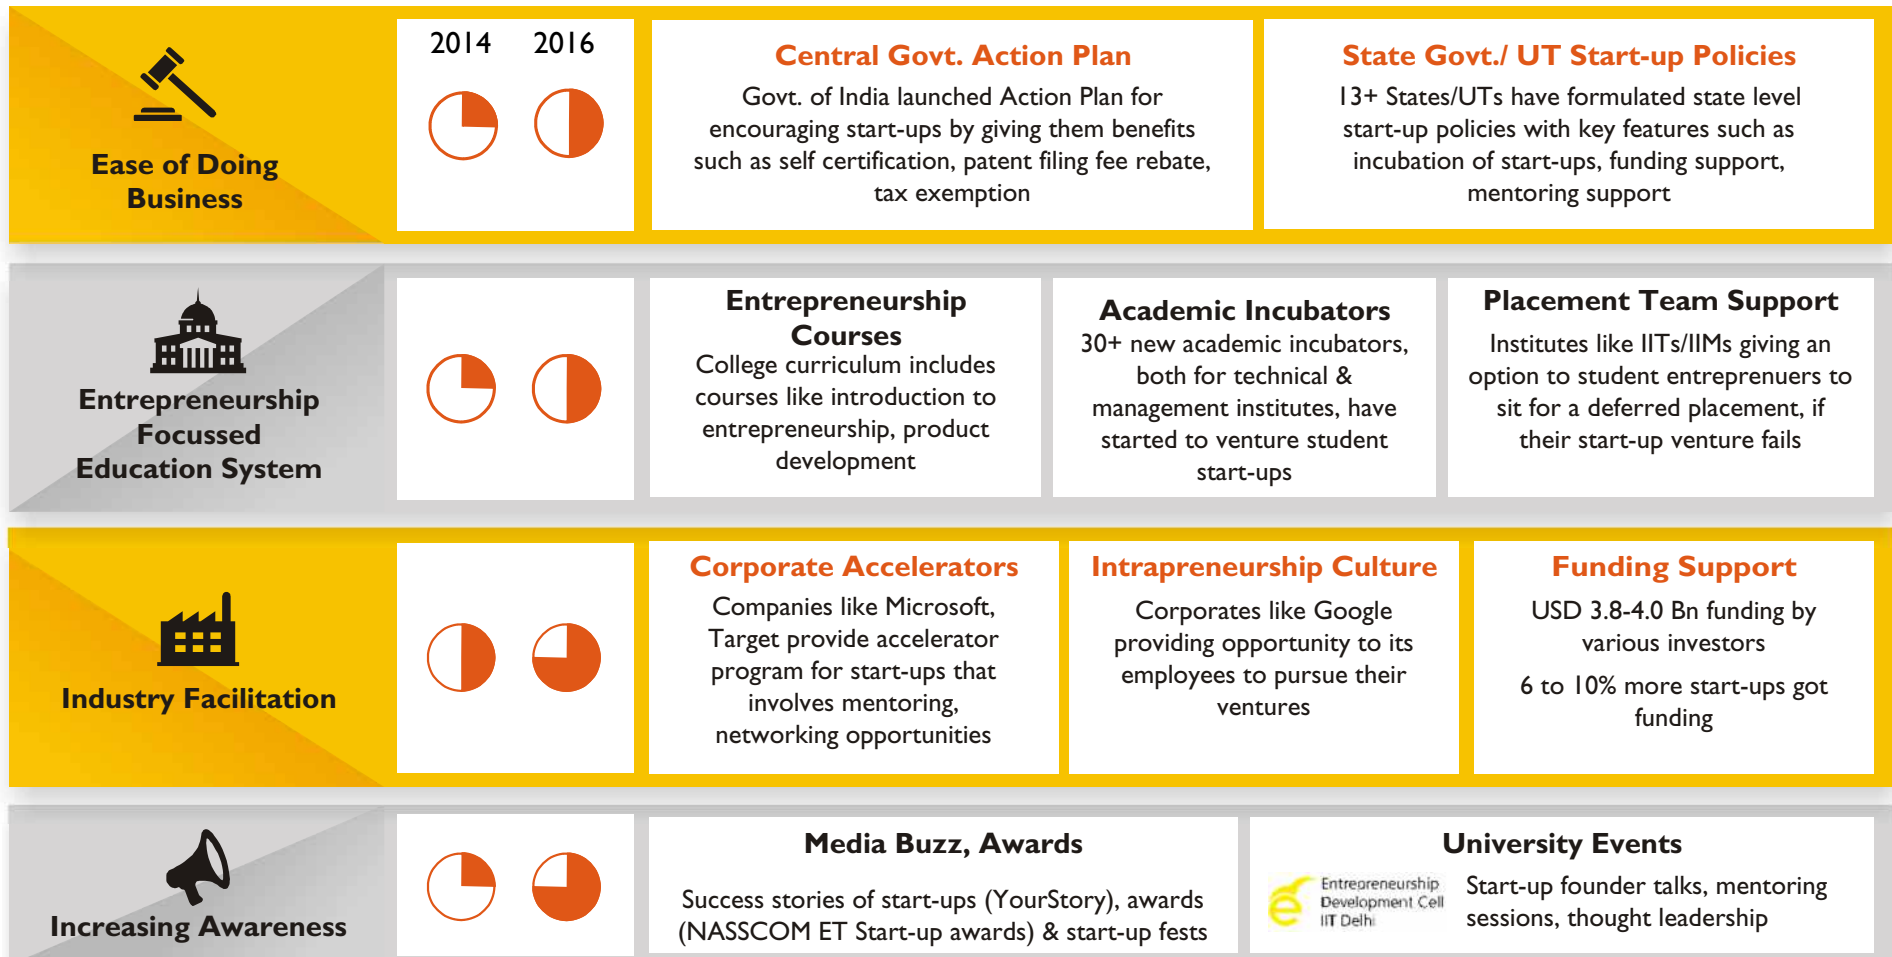 2014 2016
Ease of Doing
Business
Central Govt. Action Plan
Govt. of India launched Action Plan for
encouraging start-ups by giving them benefits
such as self certification, patent filing fee rebate,
tax exemption
State Govt./ UT Start-up Policies
13+ States/UTs have formulated state level
start-up policies with key features such as
incubation of start-ups, funding support,
mentoring support
Entrepreneurship
Focussed
Education System
Entrepreneurship
Courses
College curriculum includes
courses like introduction to
entrepreneurship, product
development
Academic Incubators
30+ new academic incubators,
both for technical &
management institutes, have
started to venture student
start-ups
Placement Team Support
Institutes like IITs/IIMs giving an
option to student entreprenuers to
sit for a deferred placement, if
their start-up venture fails
Industry Facilitation
Corporate Accelerators
Companies like Microsoft,
Target provide accelerator
program for start-ups that
involves mentoring,
networking opportunities
Intrapreneurship Culture
Corporates like Google
providing opportunity to its
employees to pursue their
ventures
Funding Support
USD 3.8-4.0 Bn funding by
various investors
6 to 10% more start-ups got
funding
Increasing Awareness
Media Buzz, Awards
Success stories of start-ups (YourStory), awards
(NASSCOM ET Start-up awards) & start-up fests
University Events
Entrepreneurship
Development Cell
IIT Delhi
Start-up founder talks, mentoring
sessions, thought leadership